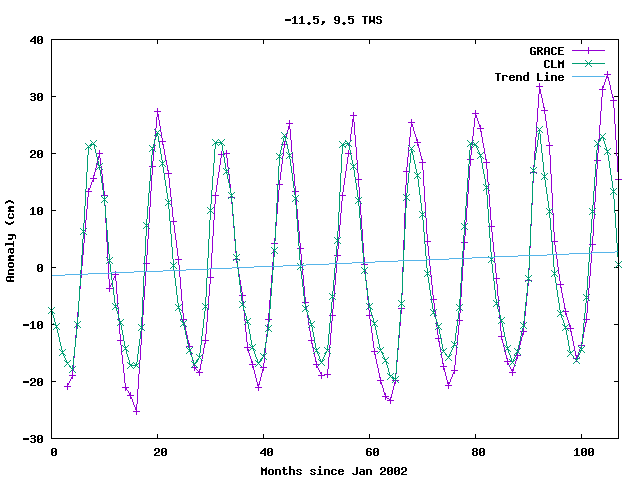 -11.5, 9.5 TWS
40
GRACE
CLM
Trend Line
30
20
10
0
-10
-20
-30
Anomaly (cm)
0 20 40 60 80 100
Months since Jan 2002